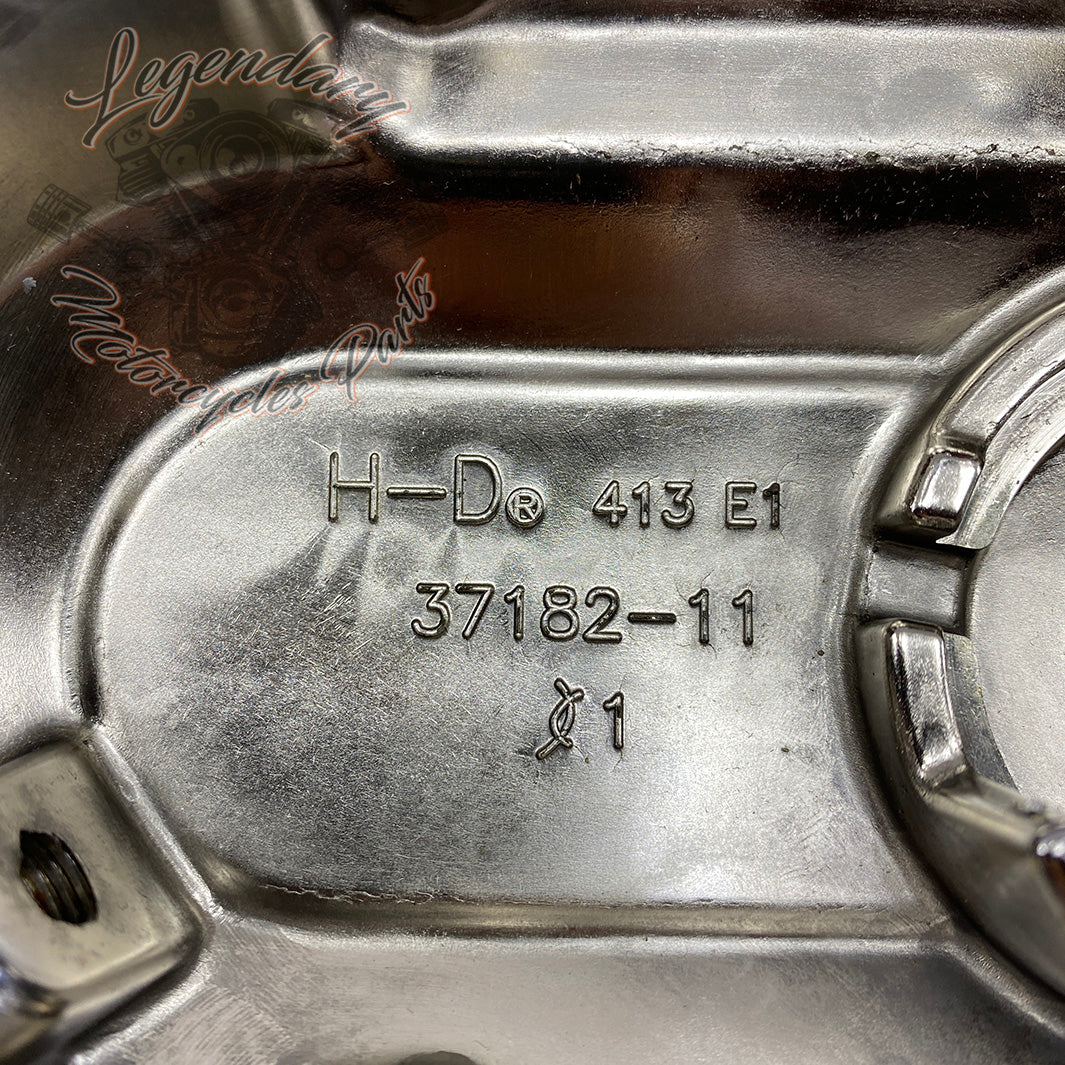 Legendary
Motorcycles Parts
H-D® 413 E1
37182-11
1